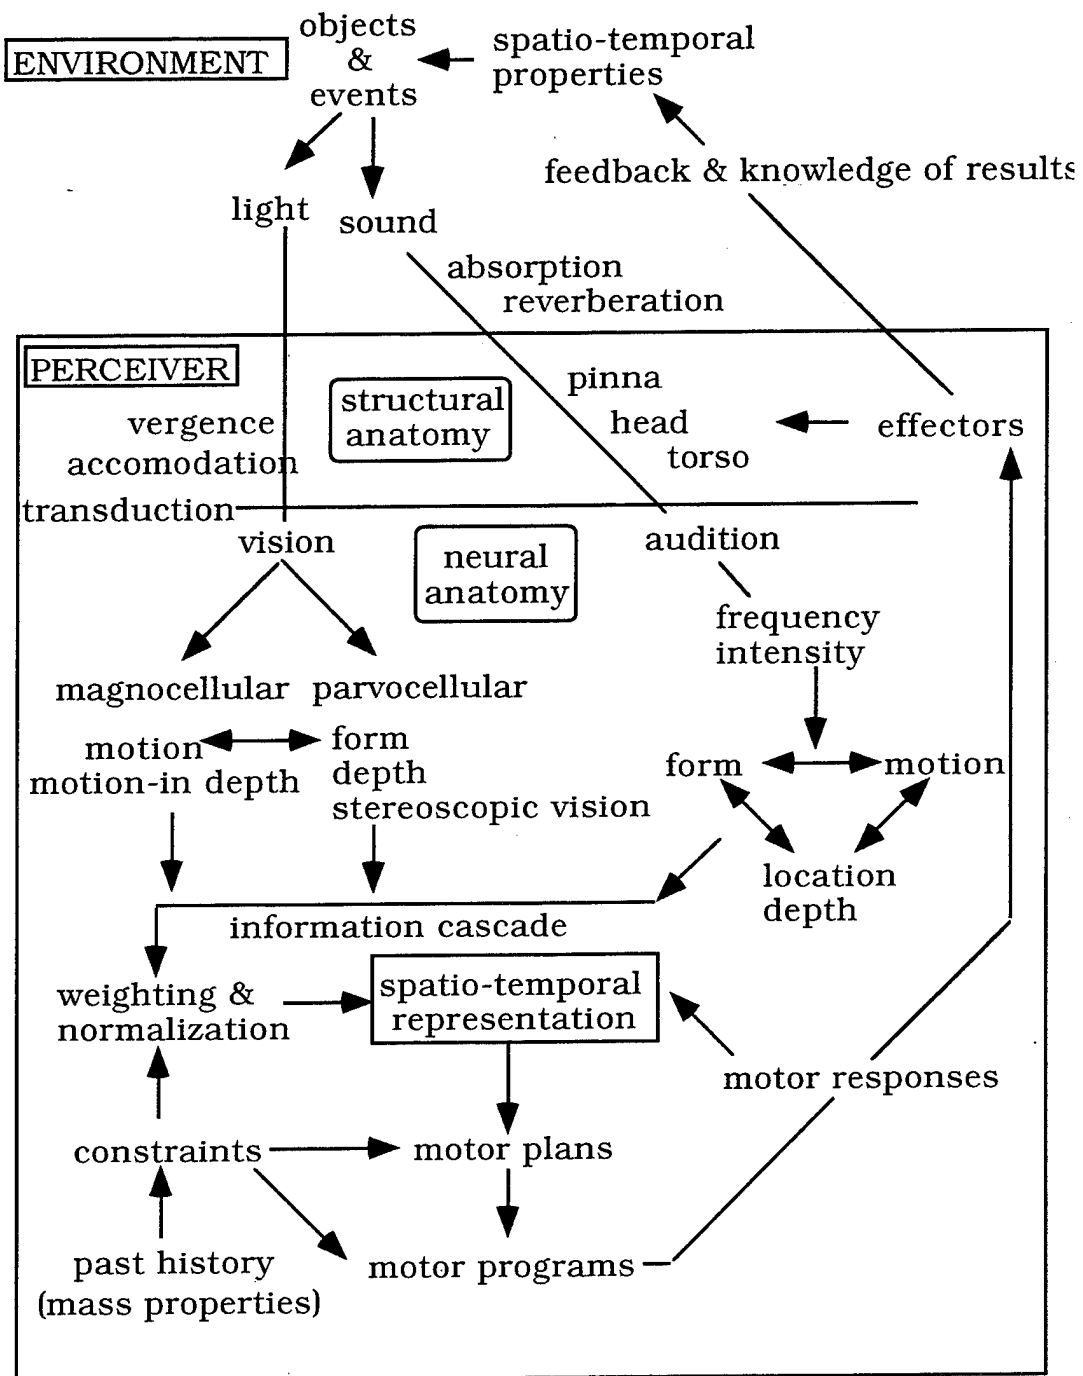 objects
&
events
ENVIRONMENT
spatio-temporal
properties
feedback & knowledge of results
light
sound
absorption
reverberation
PERCEIVER
structural
anatomy
pinna
head
torso
effectors
vergence
accomodation
transduction
vision
neural
anatomy
audition
frequency
intensity
magnocellular
parvocellular
motion
motion-in depth
form
depth
stereoscopic vision
form
motion
location
depth
information cascade
weighting &
normalization
spatio-temporal
representation
motor responses
constraints
motor plans
past history
(mass properties)
motor programs